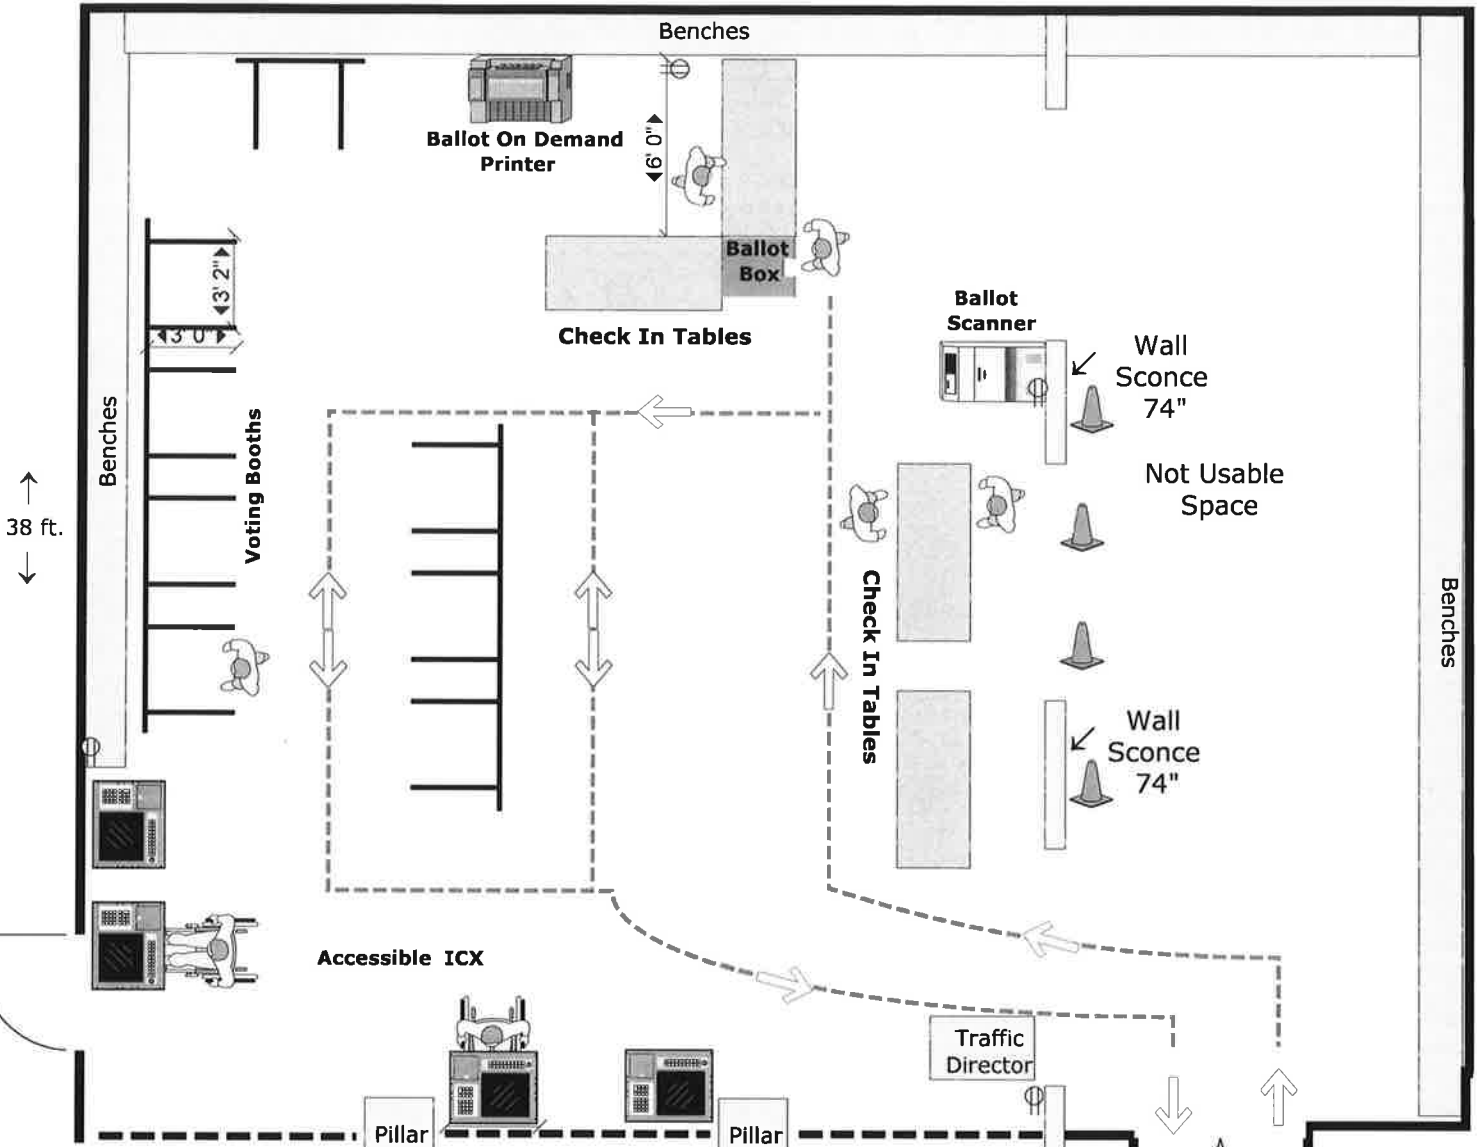 Benches
Ballot On Demand
Printer
6' 0"
Ballot
Box
Check In Tables
3' 2"
3' 0"
Ballot
Scanner
Wall
Sconce
74"
Benches
Voting Booths
Not Usable
Space
38 ft.
Check In Tables
Benches
Wall
Sconce
74"
Accessible ICX
Traffic
Director
Pillar
Pillar